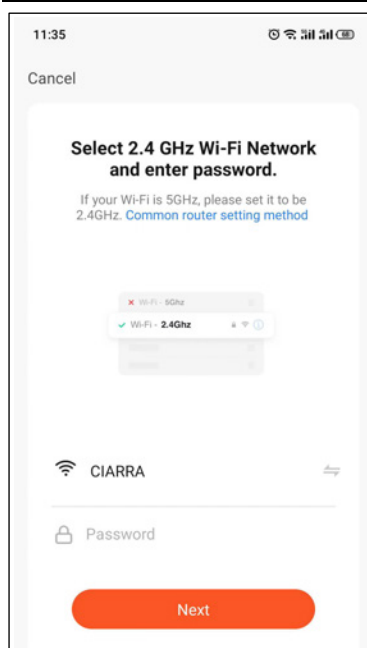 11:35
Cancel
Select 2.4 GHz Wi-Fi Network
and enter password.
If your Wi-Fi is 5GHz, please set it to be
2.4GHz. Common router setting method
Wi-Fi - 5Ghz
Wi-Fi - 2.4Ghz
CIARRA
Password
Next